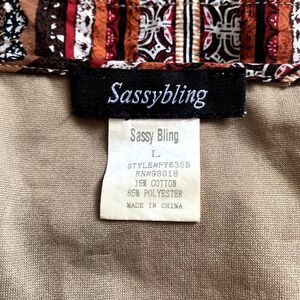 Sassybling
Sassy Bling
L
STYLE#PY635B
RN#98018
15% COTTON
85% POLYESTER
MADE IN CHINA